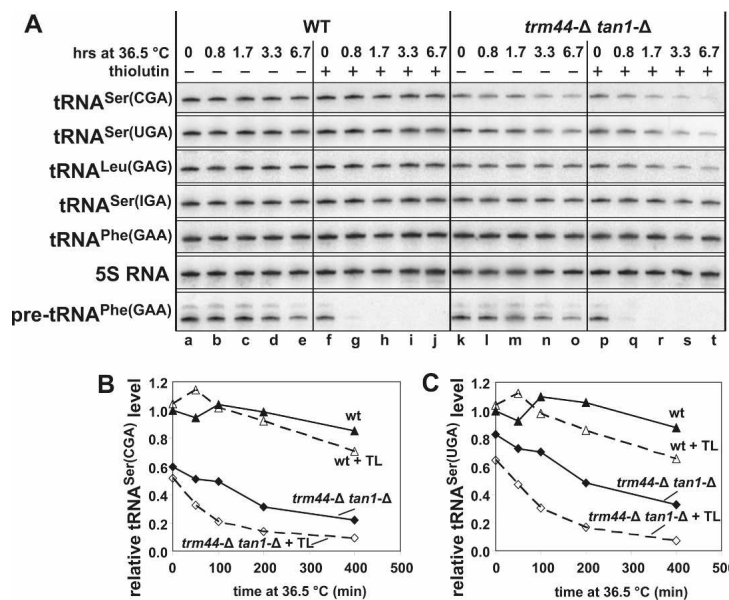 A
WT trm44-Δ tan1-Δ
hrs at 36.5 °C 0 0.8 1.7 3.3 6.7 0 0.8 1.7 3.3 6.7 0 0.8 1.7 3.3 6.7 0 0.8 1.7 3.3 6.7
thiolutin – – – – – + + + + + – – – – – + + + + +
tRNASer(CGA)
tRNASer(UGA)
tRNALeu(GAG)
tRNASer(IGA)
tRNAPhe(GAA)
5S RNA
pre-tRNAPhe(GAA)
a b c d e f g h i j k l m n o p q r s t
B
relative tRNASer(CGA) level
1.2
1.0
0.8
0.6
0.4
0.2
0.0
wt
wt + TL
trm44-Δ tan1-Δ
trm44-Δ tan1-Δ + TL
0 100 200 300 400 500
time at 36.5 °C (min)
C
relative tRNASer(UGA) level
1.2
1.0
0.8
0.6
0.4
0.2
0.0
wt
wt + TL
trm44-Δ tan1-Δ
trm44-Δ tan1-Δ + TL
0 100 200 300 400 500
time at 36.5 °C (min)